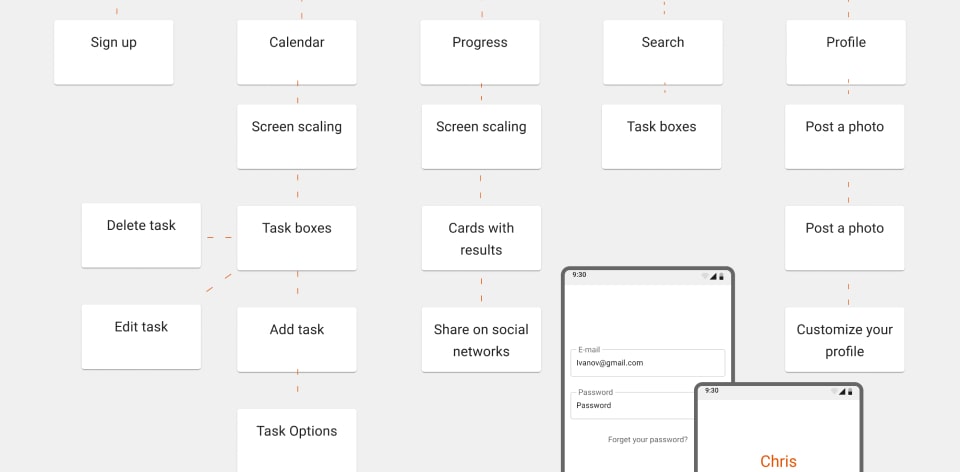 Sign up
Calendar
Progress
Search
Profile
Screen scaling
Screen scaling
Task boxes
Post a photo
Delete task
Task boxes
Cards with
results
Post a photo
Edit task
Add task
Share on social
networks
Customize your
profile
Task Options
9:30
E-mail
Ivanov@gmail.com
Password
Password
Forget your password?
9:30
Chris